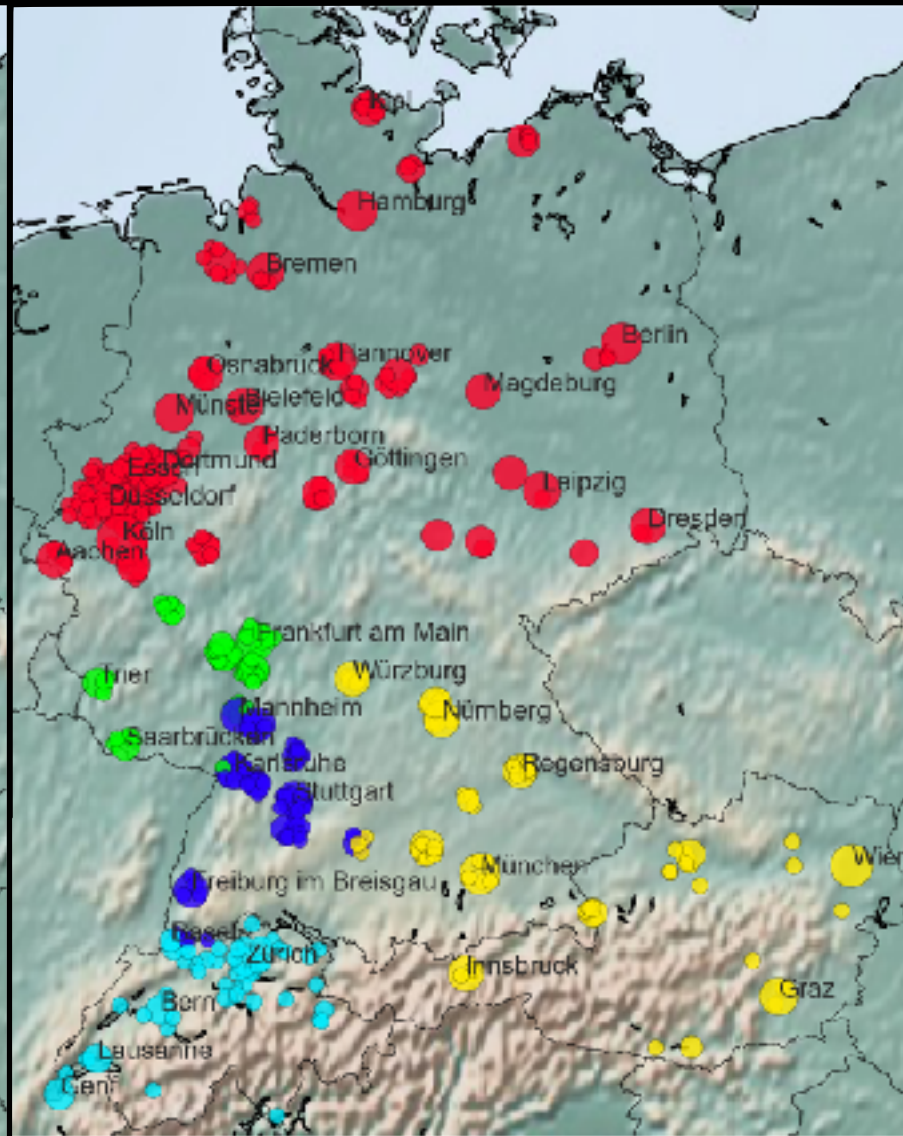 Kiel
Hamburg
Bremen
Berlin
Hannover
Osnabrück
Magdeburg
Bielefeld
Münster
Paderborn
Göttingen
Dortmund
Essen
Leipzig
Düsseldorf
Dresden
Köln
Aachen
Frankfurt am Main
Würzburg
Trier
Mannheim
Nürnberg
Saarbrücken
Karlsruhe
Regensburg
Stuttgart
Wien
München
Freiburg im Breisgau
Basel
Zürich
Innsbruck
Graz
Bern
Lausanne
Genf